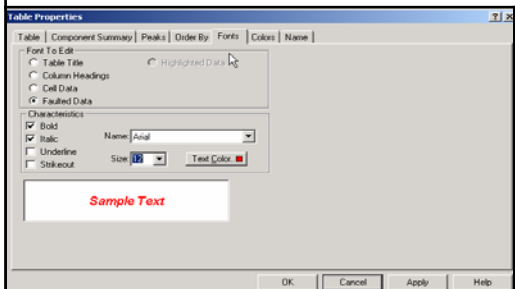 Table Properties
Table Component Summary Peaks Order By Fonts Colors Name
Font To Edit
Table Title Highlighted Data
Column Headings
Cell Data
Faulted Data
Characteristics
Bold
Italic Name: Arial
Underline
Size: 12 Text Color...
Strikeout
Sample Text
OK Cancel Apply Help